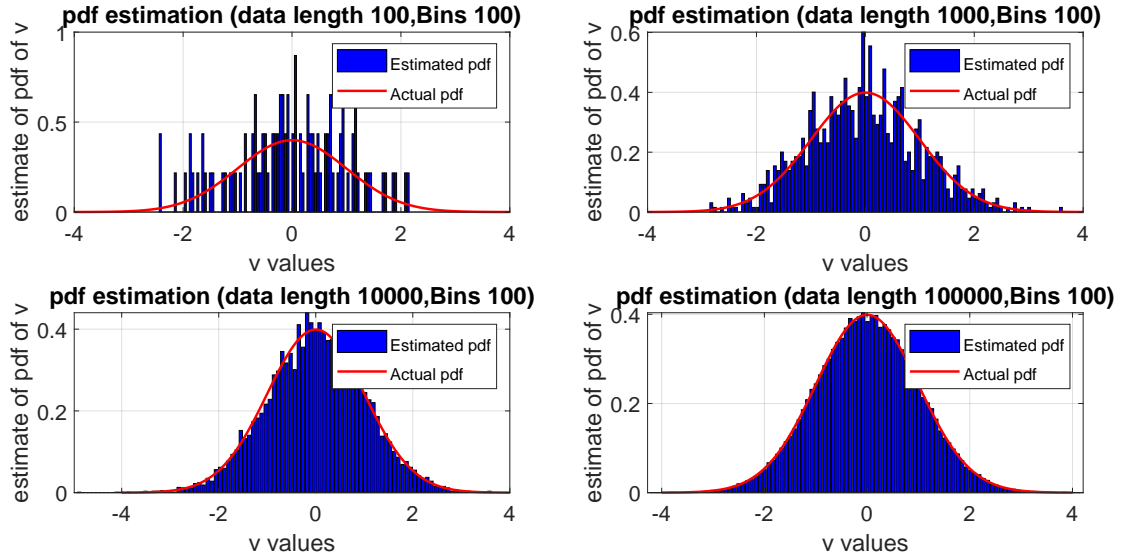 pdf estimation (data length 100,Bins 100)
estimate of pdf of v
1
0.5
0
-2
0
2
4
v values
Estimated pdf
Actual pdf
pdf estimation (data length 1000,Bins 100)
estimate of pdf of v
0.6
0.4
0.2
0
-4
-2
0
2
4
v values
Estimated pdf
Actual pdf
pdf estimation (data length 10000,Bins 100)
estimate of pdf of v
0.4
0.2
0
-4
-2
0
2
4
v values
Estimated pdf
Actual pdf
pdf estimation (data length 100000,Bins 100)
estimate of pdf of v
0.4
0.2
0
-4
-2
0
2
4
v values
Estimated pdf
Actual pdf